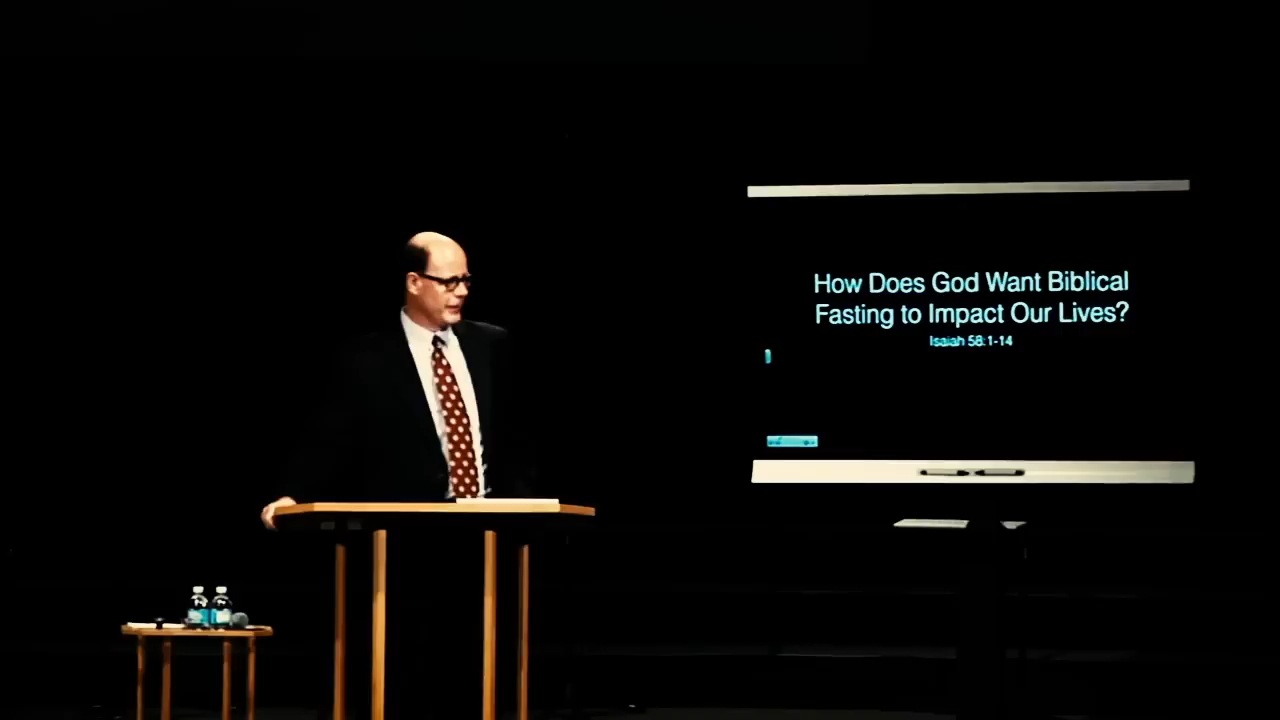 How Does God Want Biblical
Fasting to Impact Our Lives?
Isaiah 58:1-14